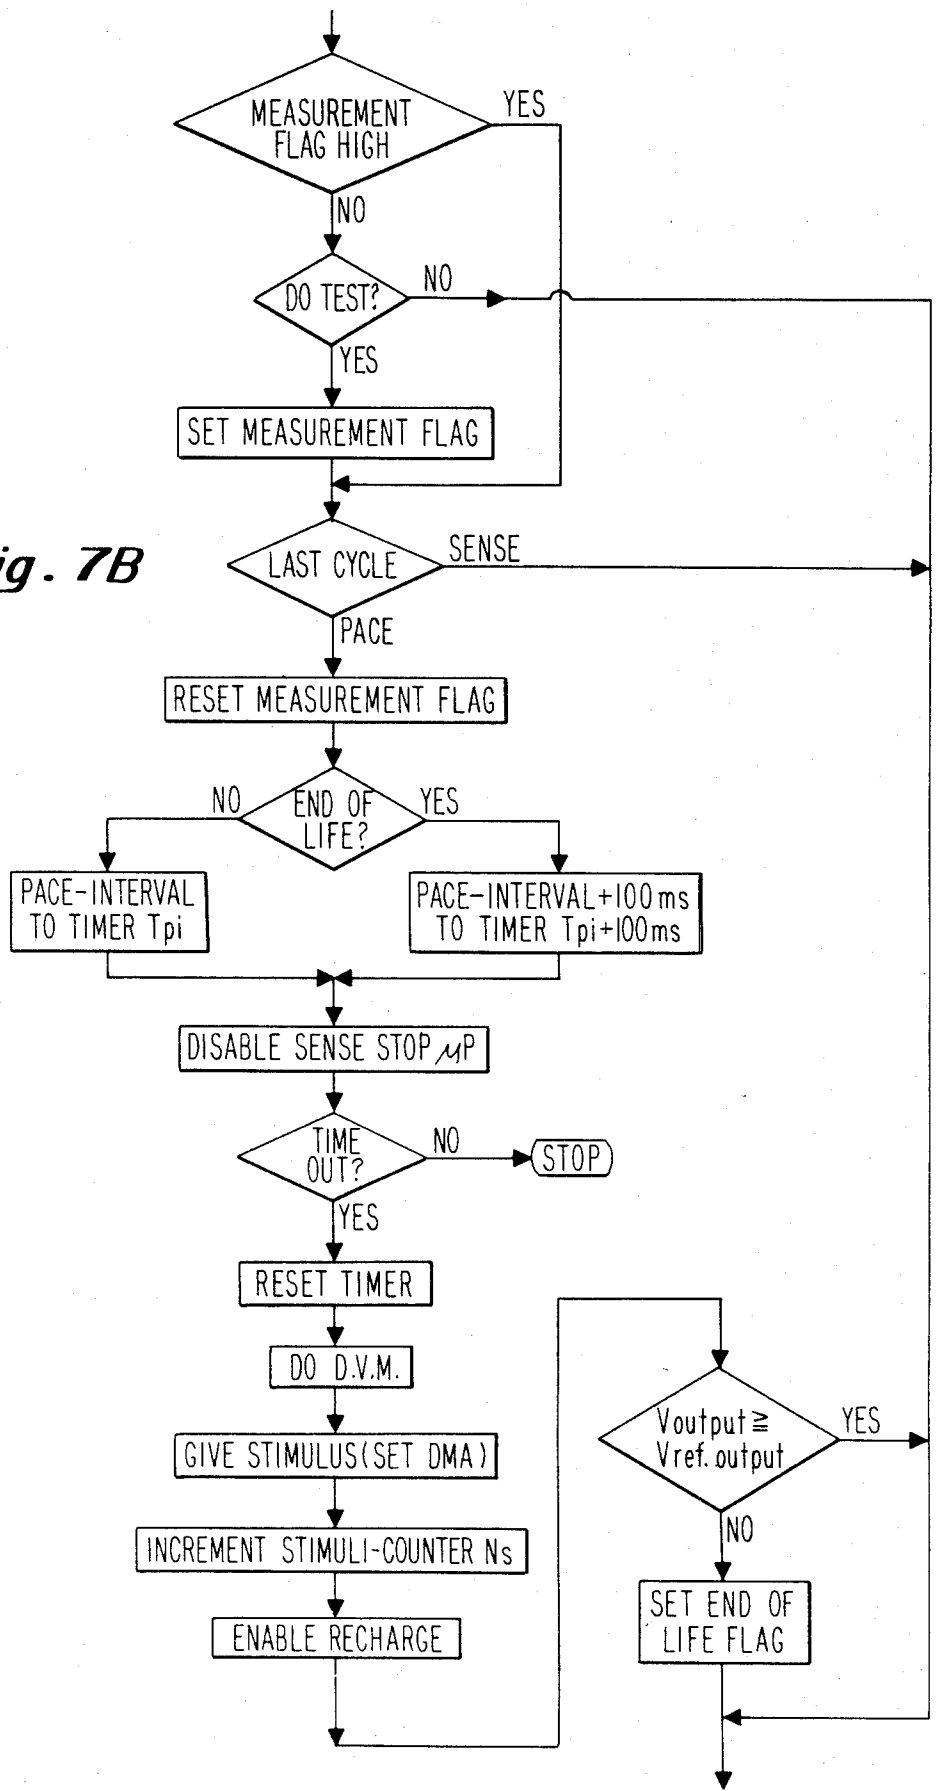 MEASUREMENT
FLAG HIGH
YES
NO
DO TEST?
NO
YES
SET MEASUREMENT FLAG
ig. 7B
LAST CYCLE
SENSE
PACE
RESET MEASUREMENT FLAG
NO
END OF
LIFE?
YES
PACE-INTERVAL
TO TIMER Tpi
PACE-INTERVAL+100ms
TO TIMER Tpi+100ms
DISABLE SENSE STOP μP
TIME
OUT?
NO
STOP
YES
RESET TIMER
DO D.V.M.
GIVE STIMULUS(SET DMA)
INCREMENT STIMULI-COUNTER Ns
ENABLE RECHARGE
Voutput≧
Vref. output
YES
NO
SET END OF
LIFE FLAG